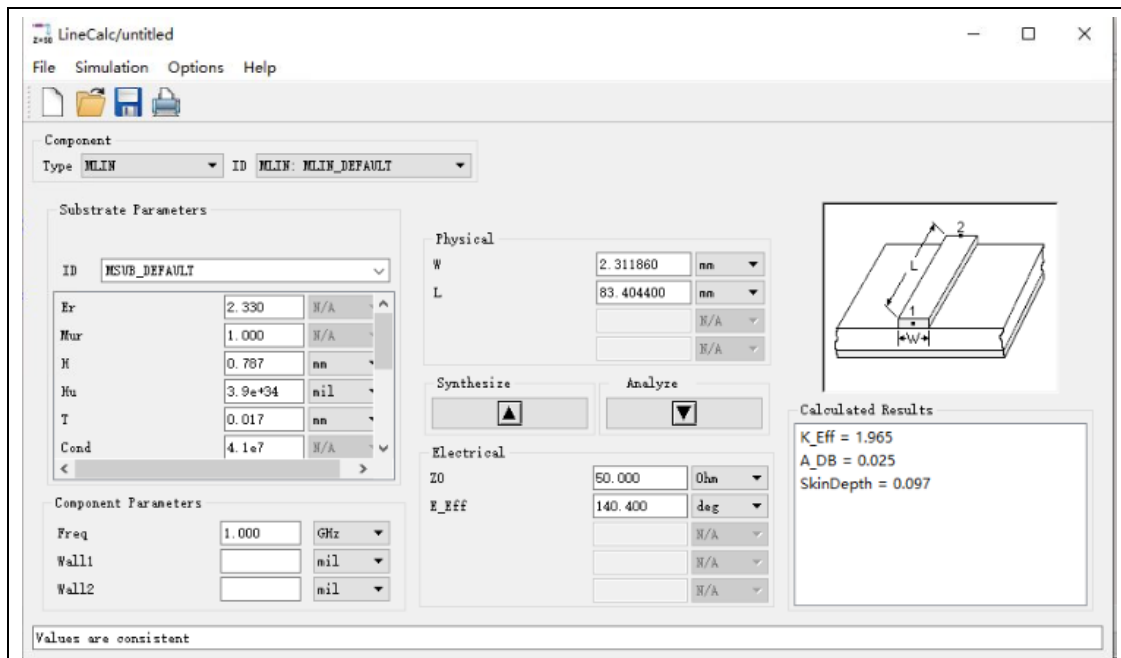 LineCalc/untitled
File Simulation Options Help
Component
Type MLIN ID MLIN: MLIN_DEFAULT
Substrate Parameters
ID MSUB_DEFAULT
Er 2.330 N/A
Mur 1.000 N/A
H 0.787 mm
Hu 3.9e+34 mil
T 0.017 mm
Cond 4.1e7 N/A
Component Parameters
Freq 1.000 GHz
Wall1 mil
Wall2 mil
Physical
W 2.311860 mm
L 83.404400 mm
N/A
N/A
Synthesize Analyze
Electrical
Z0 50.000 Ohm
E_Eff 140.400 deg
N/A
N/A
N/A
2
L
1
W
Calculated Results
K_Eff = 1.965
A_DB = 0.025
SkinDepth = 0.097
Values are consistent